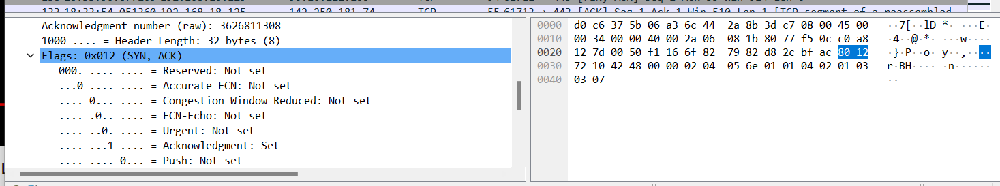 133 18:33:54.051360 192.168.18.125 142.250.181.74 TCP 55 61713 → 443 [ACK] Seq=1 Ack=1 Win=510 Len=1 [TCP segment of a reassembled
Acknowledgment number (raw): 3626811308
1000 .... = Header Length: 32 bytes (8)
Flags: 0x012 (SYN, ACK)
000. .... .... = Reserved: Not set
...0 .... .... = Accurate ECN: Not set
.... 0... .... = Congestion Window Reduced: Not set
.... .0.. .... = ECN-Echo: Not set
.... ..0. .... = Urgent: Not set
.... ...1 .... = Acknowledgment: Set
.... .... 0... = Push: Not set
0000 d0 c6 37 5b 06 a3 6c 44 2a 8b 3d c7 08 00 45 00 ··7[··lD *·=···E·
0010 00 34 00 00 40 00 2a 06 08 1b 80 77 f5 0c c0 a8 ·4··@·*· ···w····
0020 12 7d 00 50 f1 16 6f 82 79 82 d8 2c bf ac 80 12 ·}·P··o· y··,····
0030 72 10 42 48 00 00 02 04 05 6e 01 01 04 02 01 03 r·BH···· ·n······
0040 03 07 ··